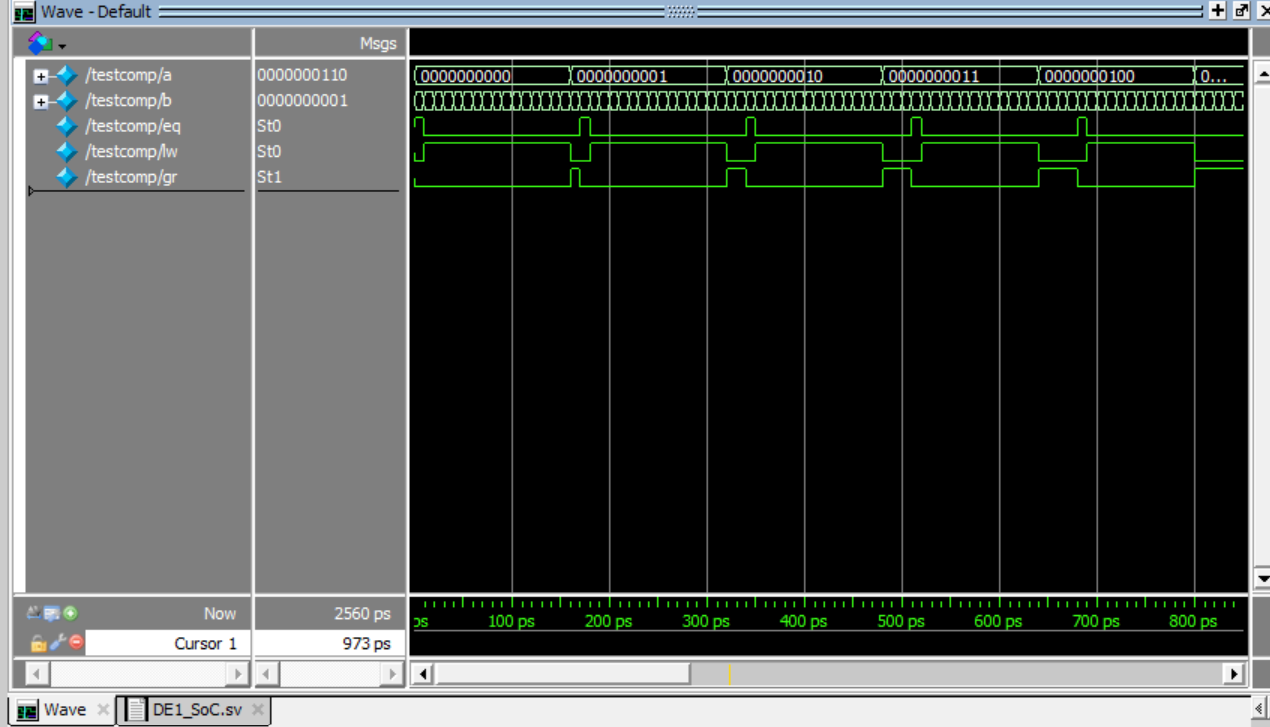 Wave - Default
Msgs
/testcomp/a 0000000110 0000000000 0000000001 0000000010 0000000011 0000000100 0...
/testcomp/b 0000000001
/testcomp/eq St0
/testcomp/lw St0
/testcomp/gr St1
Now 2560 ps
ps 100 ps 200 ps 300 ps 400 ps 500 ps 600 ps 700 ps 800 ps
Cursor 1 973 ps
Wave DE1_SoC.sv